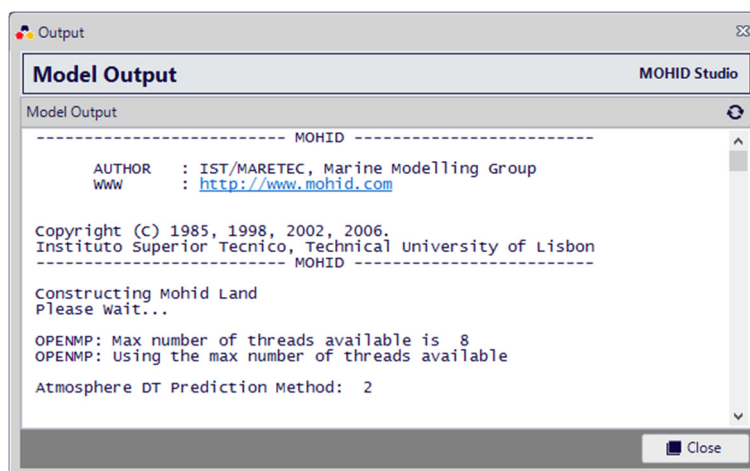 Output
Model Output MOHID Studio
Model Output
-------------------------- MOHID -------------------------
AUTHOR : IST/MARETEC, Marine Modelling Group
WWW : http://www.mohid.com
Copyright (C) 1985, 1998, 2002, 2006.
Instituto Superior Tecnico, Technical University of Lisbon
-------------------------- MOHID -------------------------
Constructing Mohid Land
Please Wait...
OPENMP: Max number of threads available is 8
OPENMP: Using the max number of threads available
Atmosphere DT Prediction Method: 2
Close